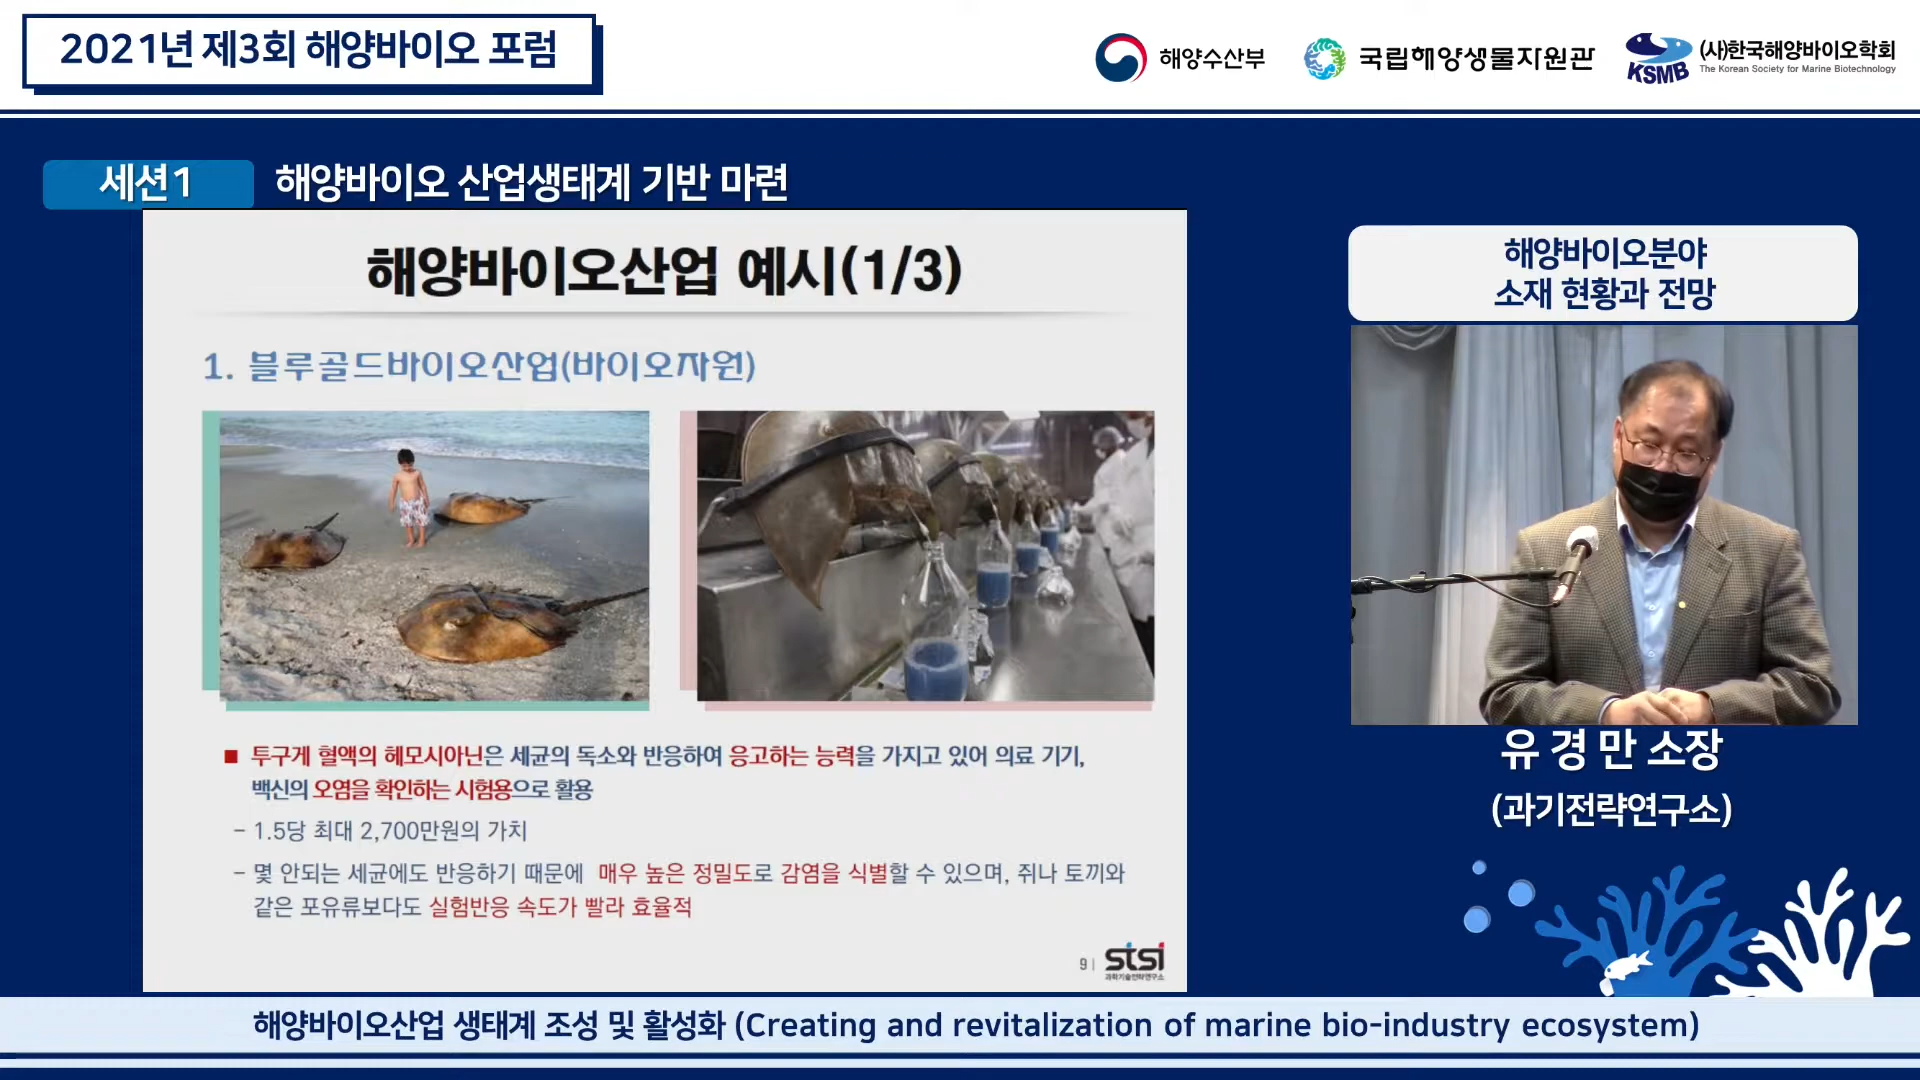 2021년 제3회 해양바이오 포럼
해양수산부
국립해양생물자원관
KSMB
(사)한국해양바이오학회
The Korean Society for Marine Biotechnology
세션1
해양바이오 산업생태계 기반 마련
해양바이오산업 예시(1/3)
1. 블루골드바이오산업(바이오자원)
■ 투구게 혈액의 헤모시아닌은 세균의 독소와 반응하여 응고하는 능력을 가지고 있어 의료 기기,
백신의 오염을 확인하는 시험용으로 활용
– 1.5당 최대 2,700만원의 가치
– 몇 안되는 세균에도 반응하기 때문에 매우 높은 정밀도로 감염을 식별할 수 있으며, 쥐나 토끼와
같은 포유류보다도 실험반응 속도가 빨라 효율적
9 |
stsi
과학기술전략연구소
해양바이오분야
소재 현황과 전망
유 경 만 소장
(과기전략연구소)
해양바이오산업 생태계 조성 및 활성화 (Creating and revitalization of marine bio-industry ecosystem)